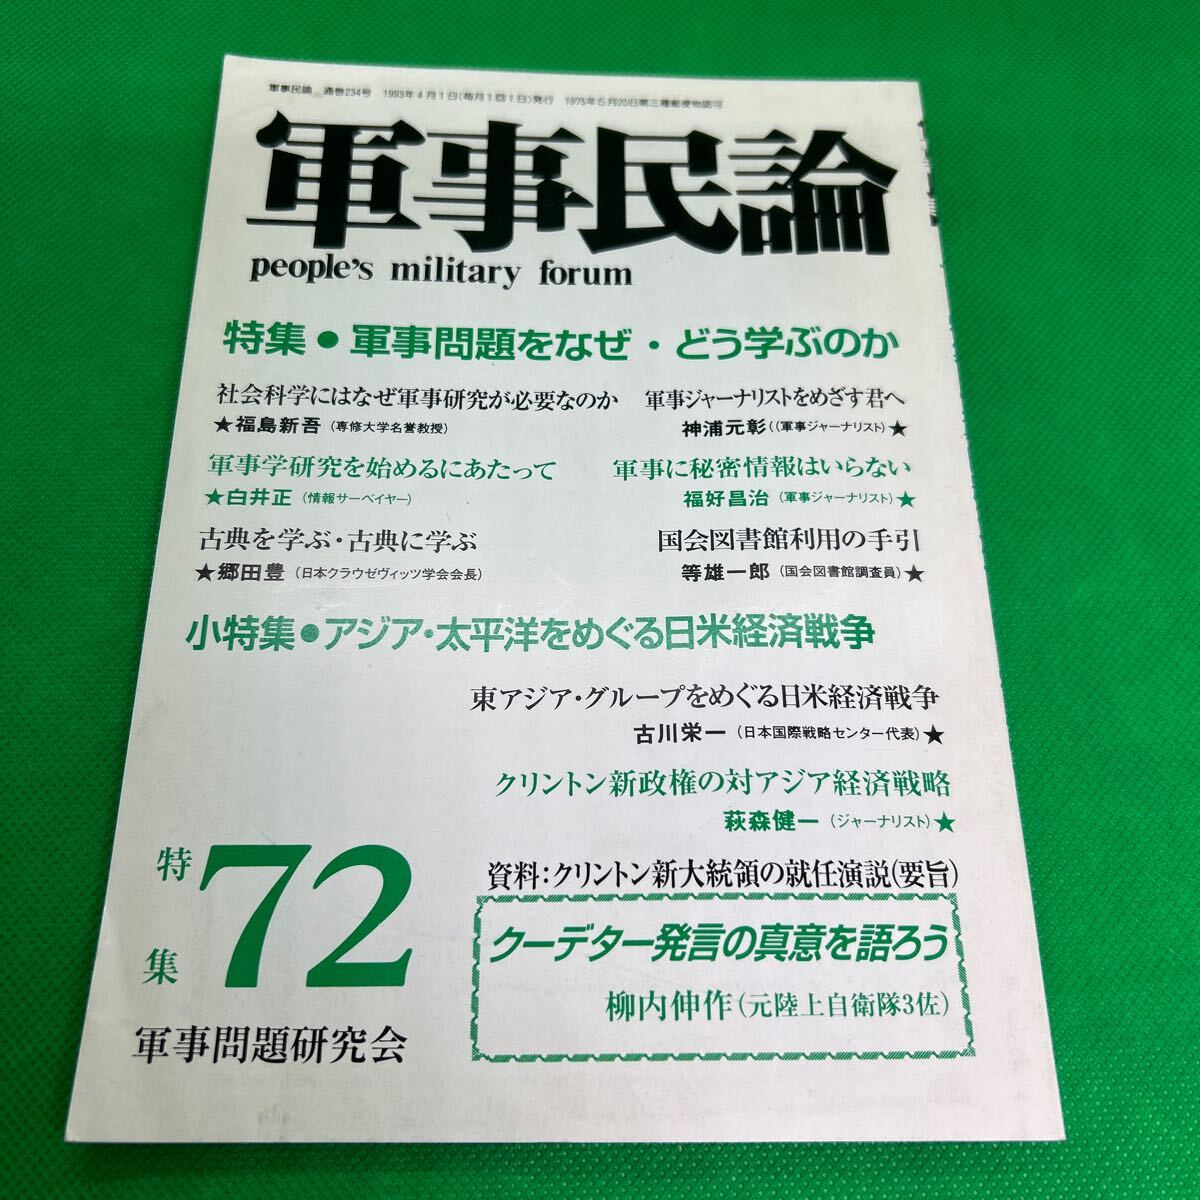 軍事民論 通巻234号 1993年4月1日(毎月1回1日)発行 1975年5月20日第三種郵便物認可
軍事民論
people's military forum
特集●軍事問題をなぜ・どう学ぶのか
社会科学にはなぜ軍事研究が必要なのか
★福島新吾(専修大学名誉教授)
軍事ジャーナリストをめざす君へ
神浦元彰((軍事ジャーナリスト)★
軍事学研究を始めるにあたって
★白井正(情報サーベイヤー)
軍事に秘密情報はいらない
福好昌治(軍事ジャーナリスト)★
古典を学ぶ・古典に学ぶ
★郷田豊(日本クラウゼヴィッツ学会会長)
国会図書館利用の手引
等雄一郎(国会図書館調査員)★
小特集●アジア・太平洋をめぐる日米経済戦争
東アジア・グループをめぐる日米経済戦争
古川栄一(日本国際戦略センター代表)★
クリントン新政権の対アジア経済戦略
萩森健一(ジャーナリスト)★
資料:クリントン新大統領の就任演説(要旨)
クーデター発言の真意を語ろう
柳内伸作(元陸上自衛隊3佐)
特集72
軍事問題研究会